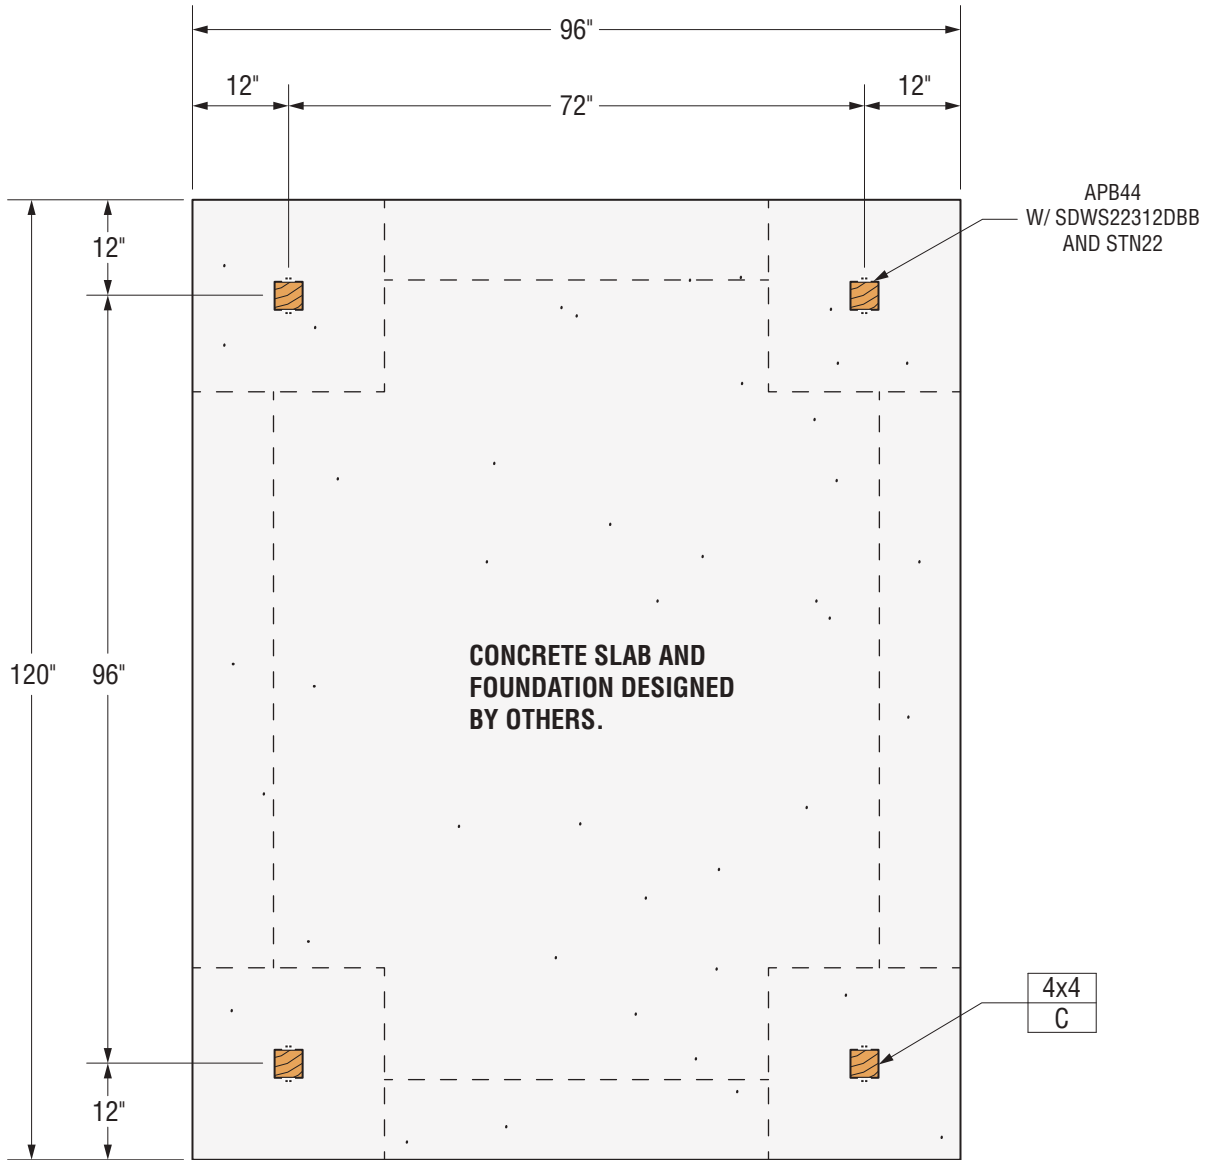 96"
12"
72"
12"
APB44
W/ SDWS22312DBB
AND STN22
12"
120"
96"
CONCRETE SLAB AND
FOUNDATION DESIGNED
BY OTHERS.
4x4
C
12"